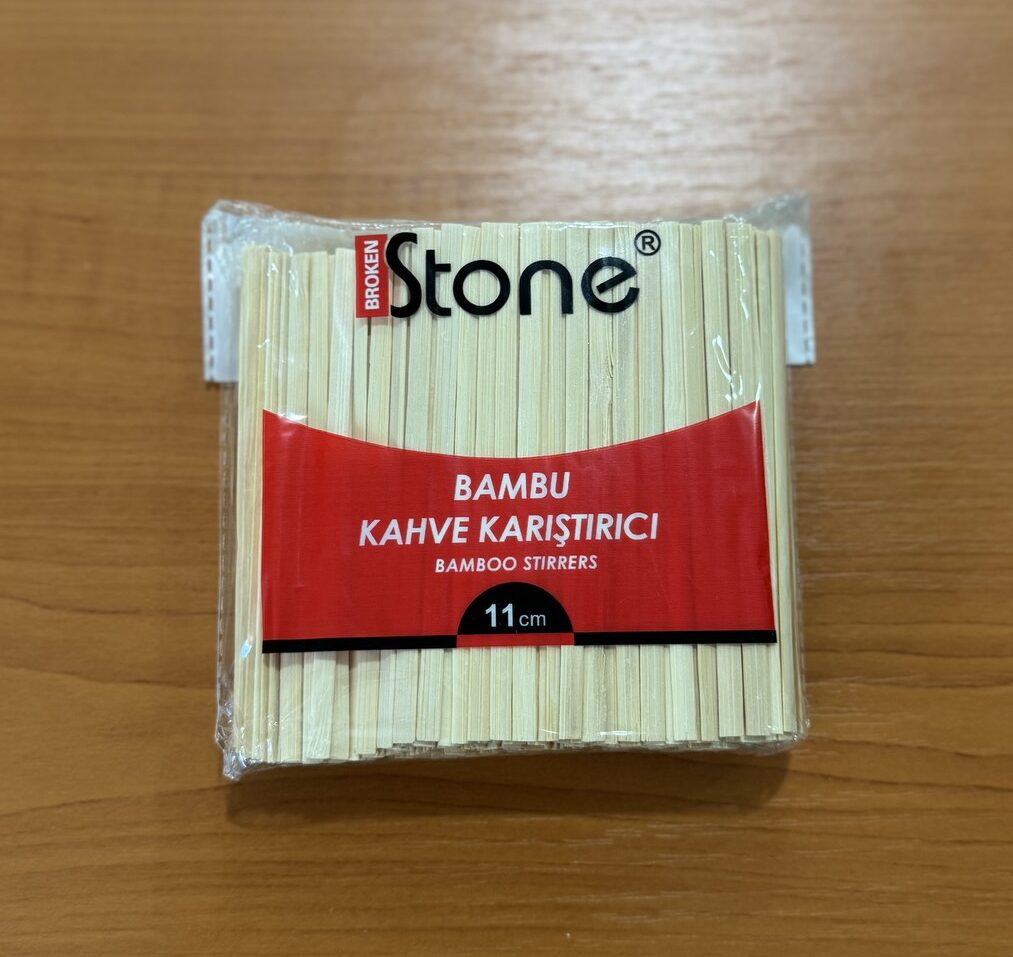 BROKEN Stone®
BAMBU
KAHVE KARIŞTIRICI
BAMBOO STIRRERS
11cm